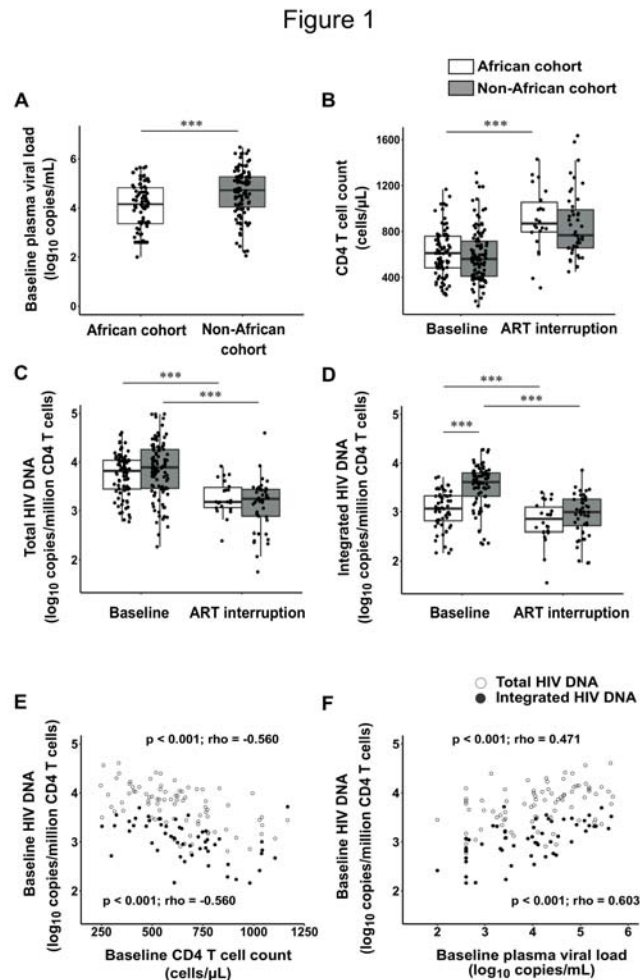 Figure 1
African cohort
Non-African cohort
A
***
Baseline plasma viral load
(log10 copies/mL)
6
4
2
0
African cohort
Non-African
cohort
B
***
CD4 T cell count
(cells/µL)
1600
1200
800
400
Baseline
ART interruption
C
***
***
Total HIV DNA
(log10 copies/million CD4 T cells)
5
4
3
2
Baseline
ART interruption
D
***
***
***
Integrated HIV DNA
(log10 copies/million CD4 T cells)
5
4
3
2
Baseline
ART interruption
Total HIV DNA
Integrated HIV DNA
E
p < 0.001; rho = -0.560
Baseline HIV DNA
(log10 copies/million CD4 T cells)
5
4
3
2
p < 0.001; rho = -0.560
250 500 750 1000 1250
Baseline CD4 T cell count
(cells/µL)
F
p < 0.001; rho = 0.471
Baseline HIV DNA
(log10 copies/million CD4 T cells)
5
4
3
2
p < 0.001; rho = 0.603
2 3 4 5 6
Baseline plasma viral load
(log10 copies/mL)